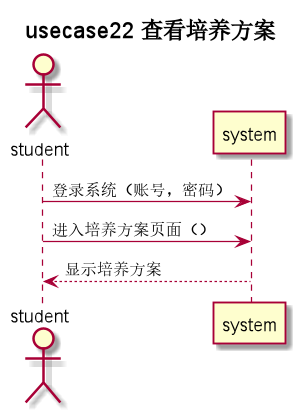 usecase22 查看培养方案
student
system
登录系统（账号，密码）
进入培养方案页面（）
显示培养方案
student
system